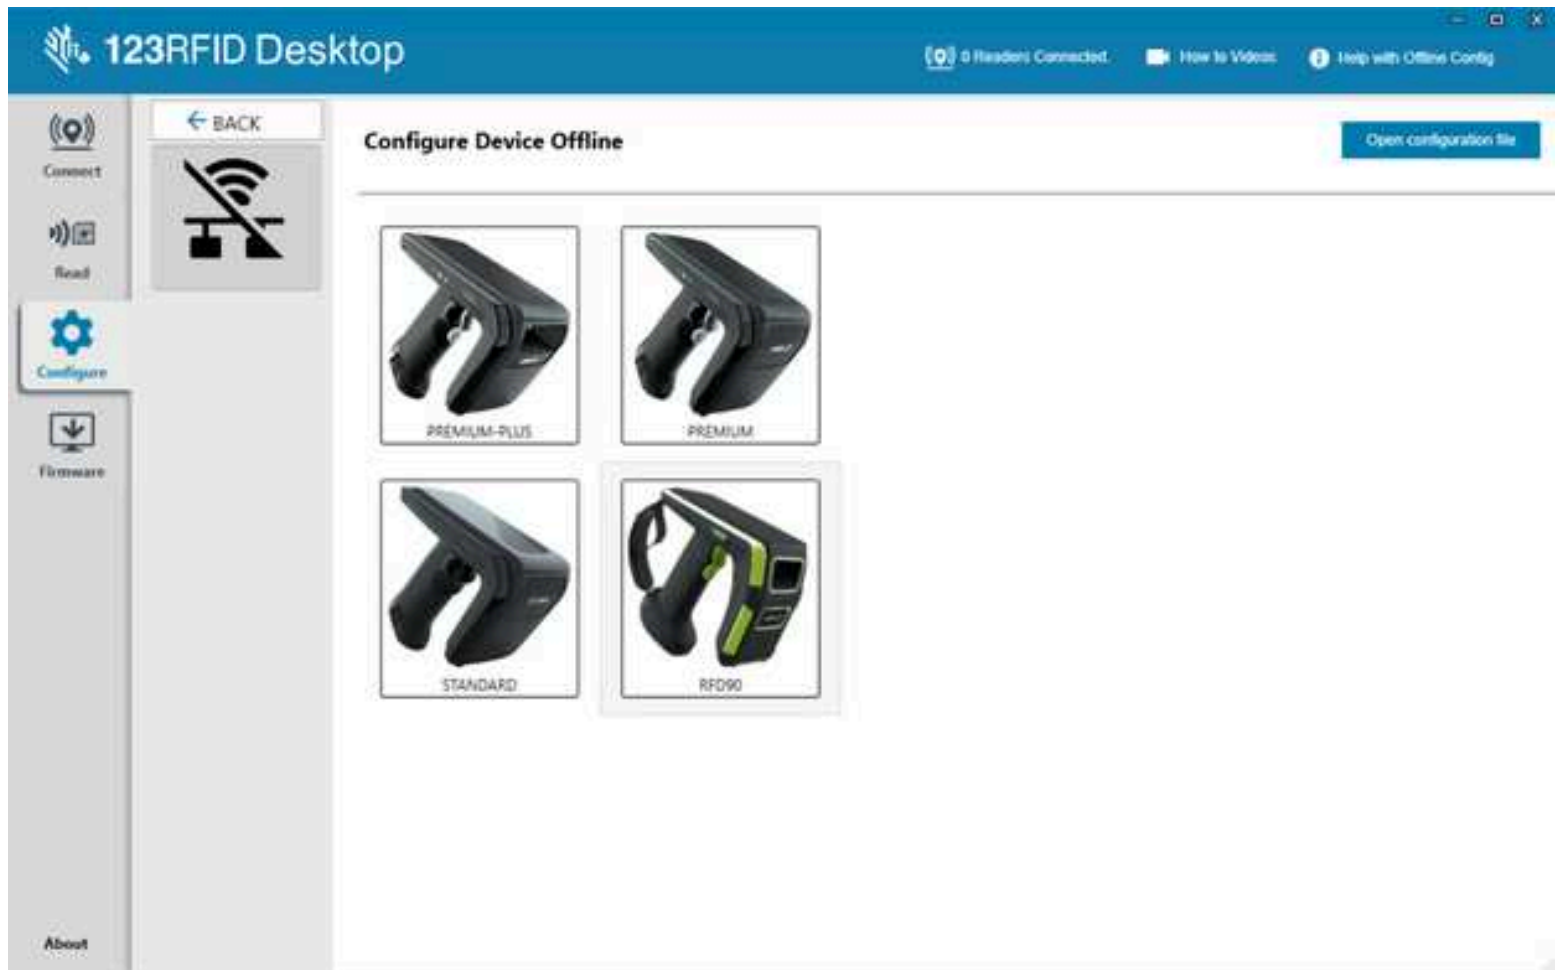 123RFID Desktop
0 Readers Connected.
How to Videos
Help with Offline Config
Connect
Read
Configure
Firmware
About
BACK
Configure Device Offline
Open configuration file
PREMIUM-PLUS
PREMIUM
STANDARD
RFD90